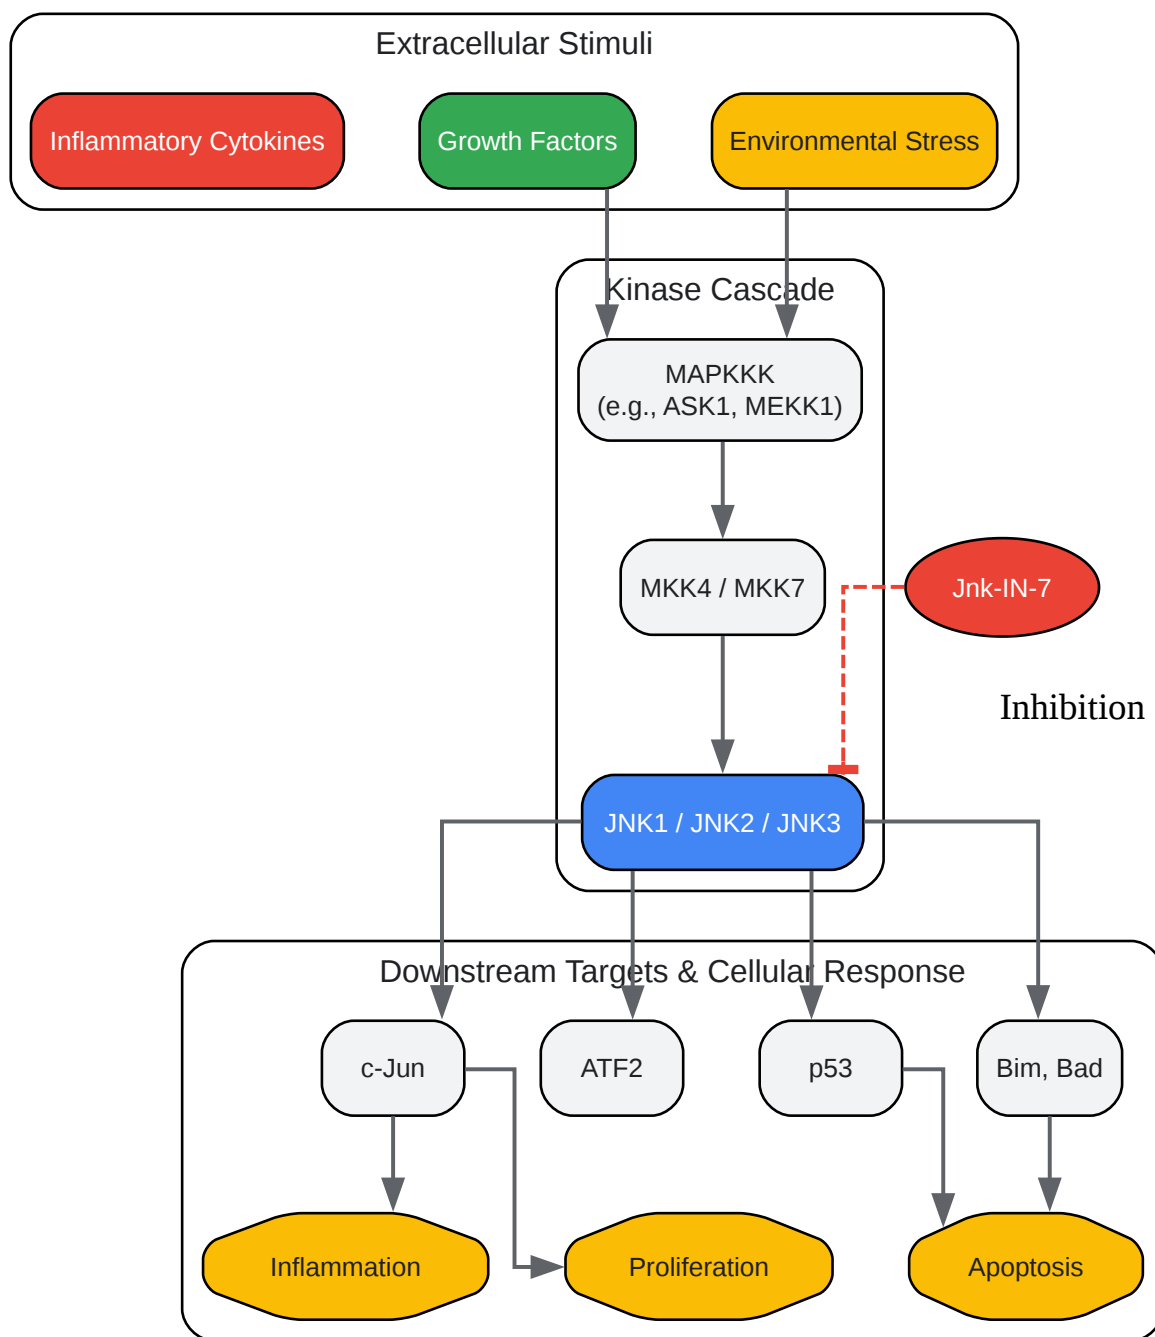 Extracellular Stimuli
Inflammatory Cytokines
Growth Factors
Environmental Stress
Kinase Cascade
MAPKKK
(e.g., ASK1, MEKK1)
MKK4 / MKK7
Jnk-IN-7
Inhibition
JNK1 / JNK2 / JNK3
Downstream Targets & Cellular Response
c-Jun
ATF2
p53
Bim, Bad
Inflammation
Proliferation
Apoptosis